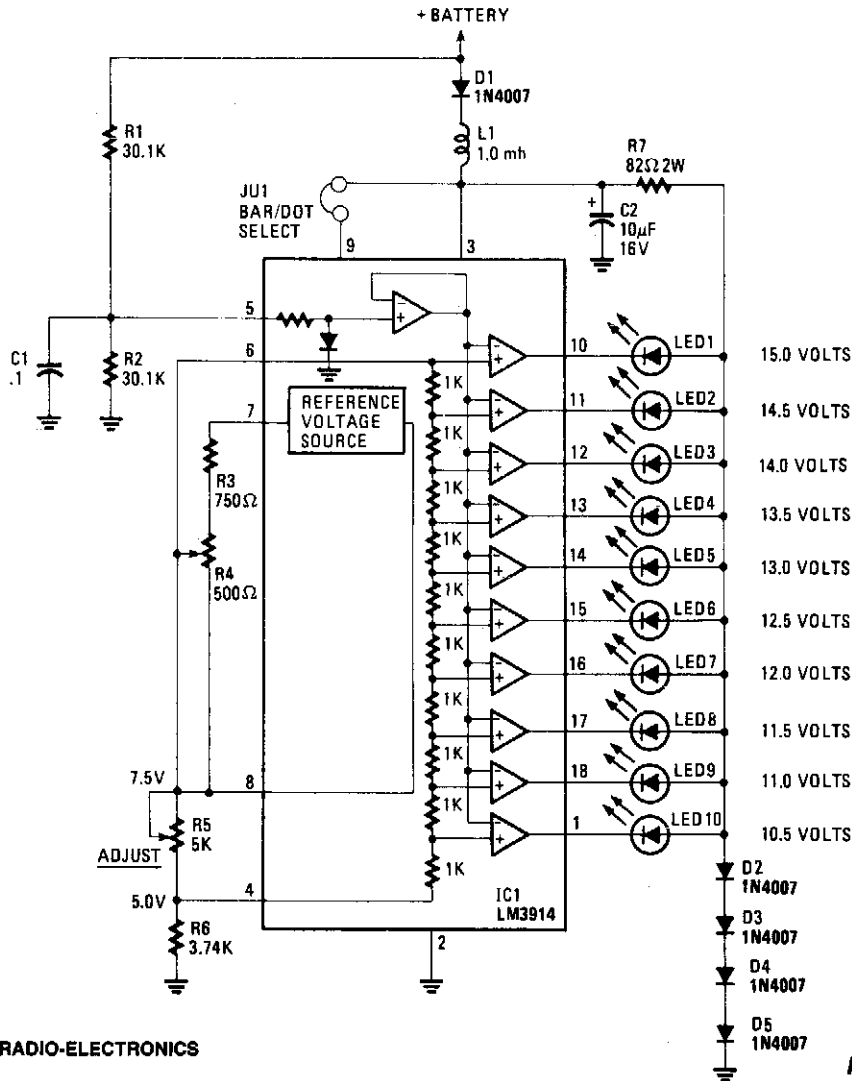 + BATTERY
D1
1N4007
R1
30.1K
L1
1.0 mh
R7
82Ω 2W
JU1
BAR/DOT
SELECT
+
C2
10µF
16V
9
3
5
C1
.1
R2
30.1K
6
7
REFERENCE
VOLTAGE
SOURCE
R3
750Ω
R4
500Ω
1K
1K
1K
1K
1K
1K
1K
1K
1K
1K
10
LED1
15.0 VOLTS
11
LED2
14.5 VOLTS
12
LED3
14.0 VOLTS
13
LED4
13.5 VOLTS
14
LED5
13.0 VOLTS
15
LED6
12.5 VOLTS
16
LED7
12.0 VOLTS
17
LED8
11.5 VOLTS
18
LED9
11.0 VOLTS
1
LED10
10.5 VOLTS
7.5V
8
R5
5K
ADJUST
5.0V
4
R6
3.74K
IC1
LM3914
2
D2
1N4007
D3
1N4007
D4
1N4007
D5
1N4007
RADIO-ELECTRONICS